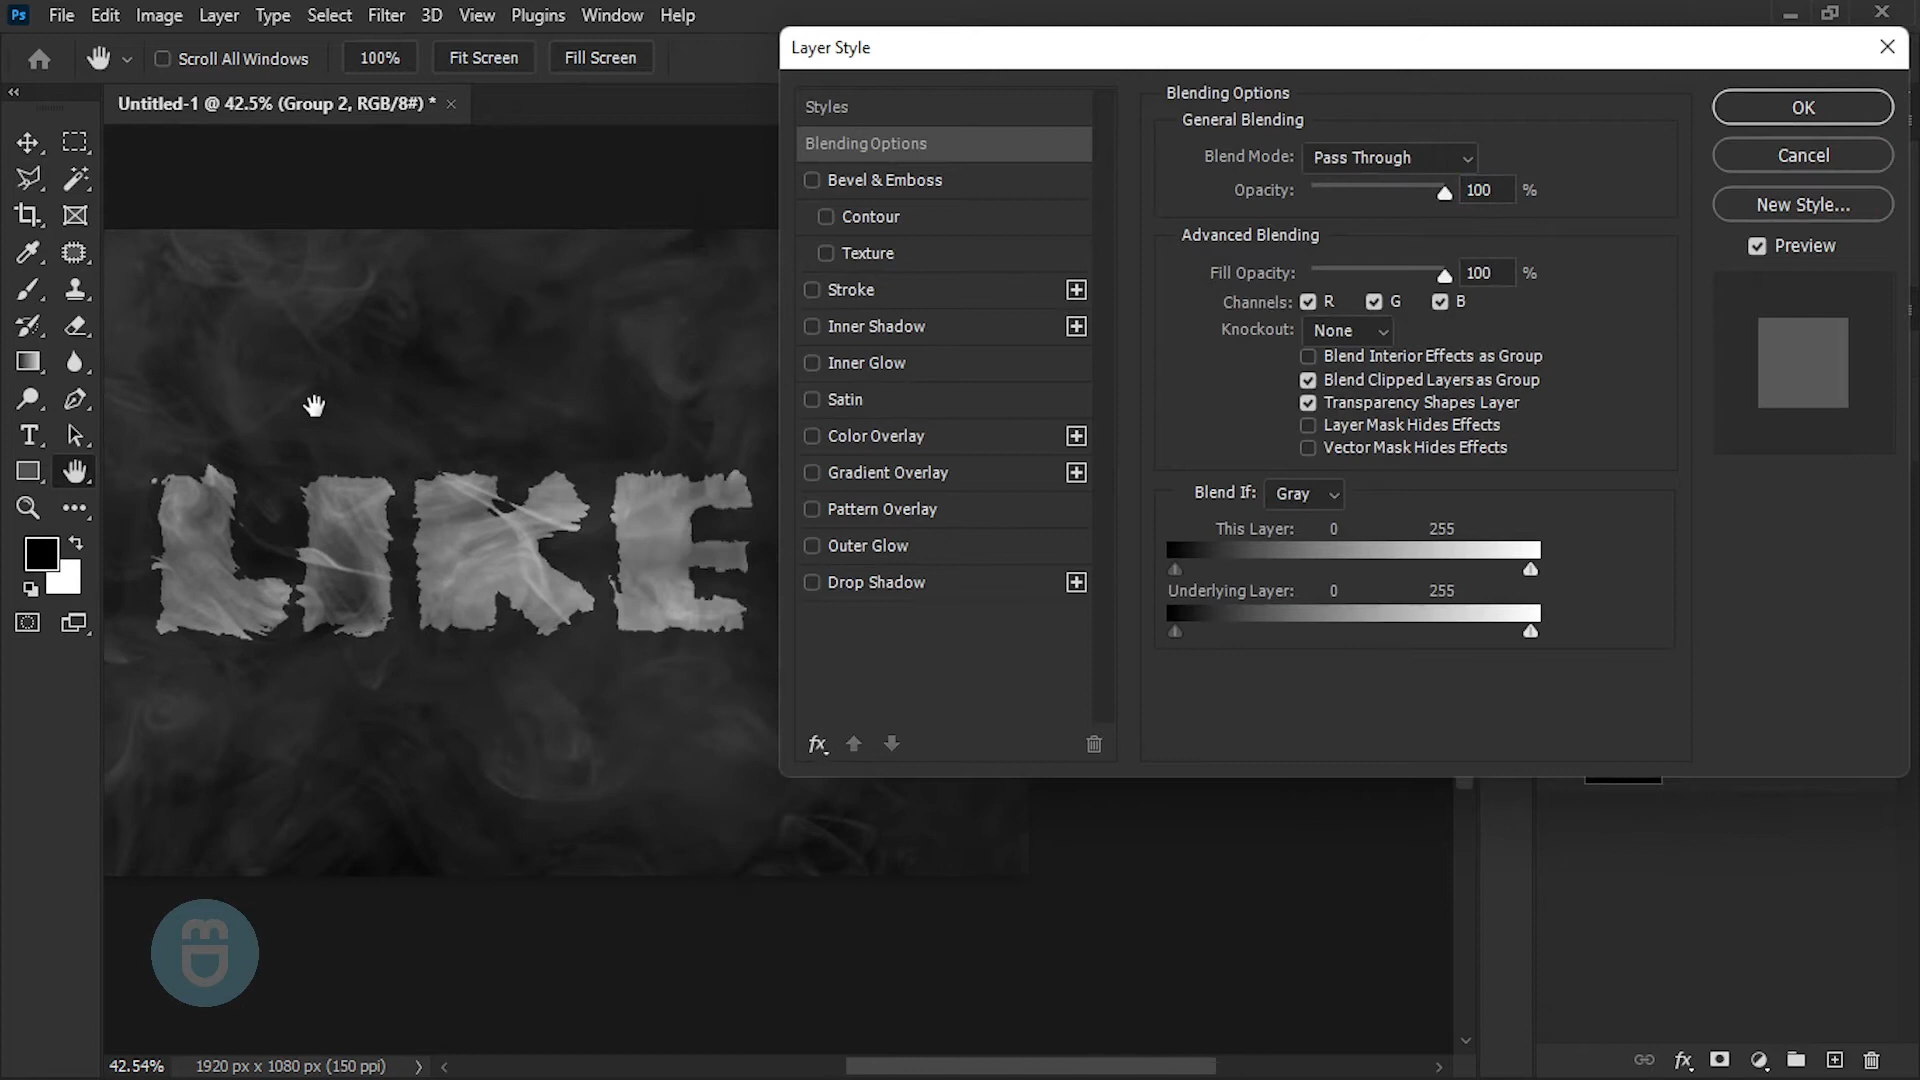 Ps File Edit Image Layer Type Select Filter 3D View Plugins Window Help
Scroll All Windows 100% Fit Screen Fill Screen
Layer Style
Untitled-1 @ 42.5% (Group 2, RGB/8#) *
Styles
Blending Options
Bevel & Emboss
Contour
Texture
Stroke
Inner Shadow
Inner Glow
Satin
Color Overlay
Gradient Overlay
Pattern Overlay
Outer Glow
Drop Shadow
fx
Blending Options
General Blending
Blend Mode: Pass Through
Opacity: 100 %
Advanced Blending
Fill Opacity: 100 %
Channels: R G B
Knockout: None
Blend Interior Effects as Group
Blend Clipped Layers as Group
Transparency Shapes Layer
Layer Mask Hides Effects
Vector Mask Hides Effects
Blend If: Gray
This Layer: 0 255
Underlying Layer: 0 255
OK
Cancel
New Style...
Preview
LIKE
42.54% 1920 px x 1080 px (150 ppi)
fx